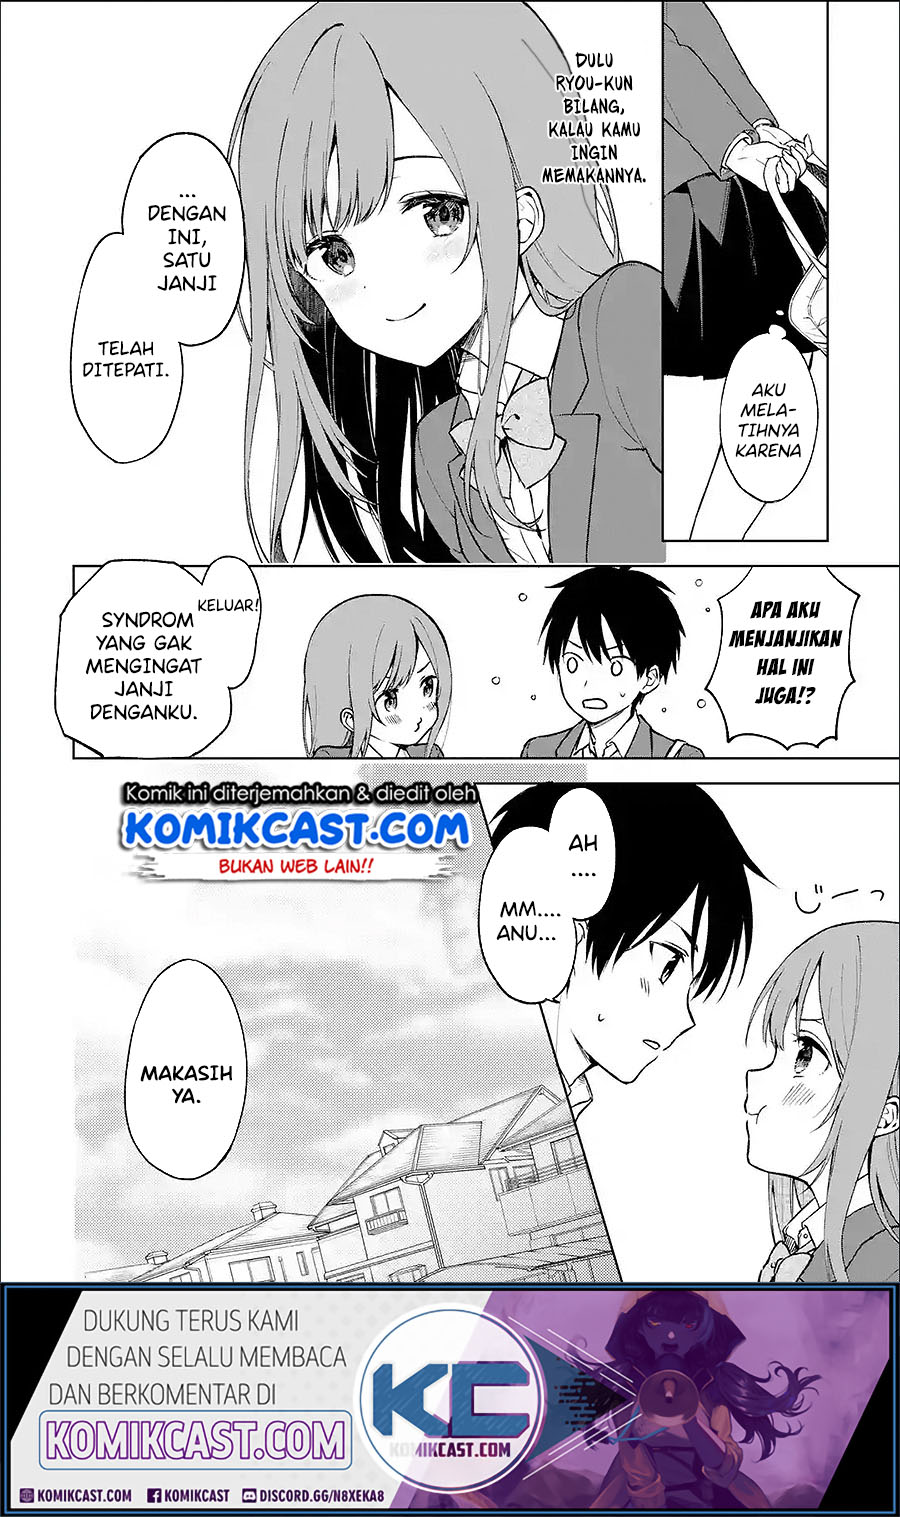 AKU
MELA-
TIHNYA
KARENA
DULU
RYOU-KUN
BILANG,
KALAU KAMU
INGIN
MEMAKANNYA.
...
DENGAN
INI,
SATU
JANJI
TELAH
DITEPATI.
APA AKU
MENJANJIKAN
HAL INI
JUGA!?
KELUAR!
SYNDROM
YANG GAK
MENGINGAT
JANJI
DENGANKU.
Komik ini diterjemahkan & diedit oleh
KOMIKCAST.COM
BUKAN WEB LAIN!!
じーっ
AH
....
MM....
ANU...
MAKASIH
YA.
DUKUNG TERUS KAMI
DENGAN SELALU MEMBACA
DAN BERKOMENTAR DI
KOMIKCAST.COM
KC
KOMIKCAST.COM
KOMIKCAST.COM
KOMIKCAST
DISCORD.GG/N8XEKA8